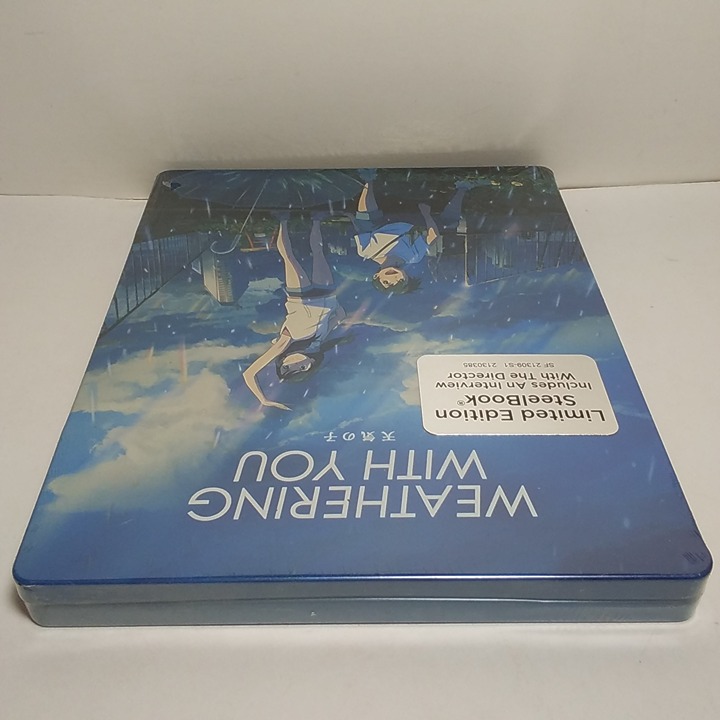 WEATHERING
WITH YOU
天気の子
Limited Edition
SteelBook®
Includes An Interview
With The Director
SF 21309-S1 2130385